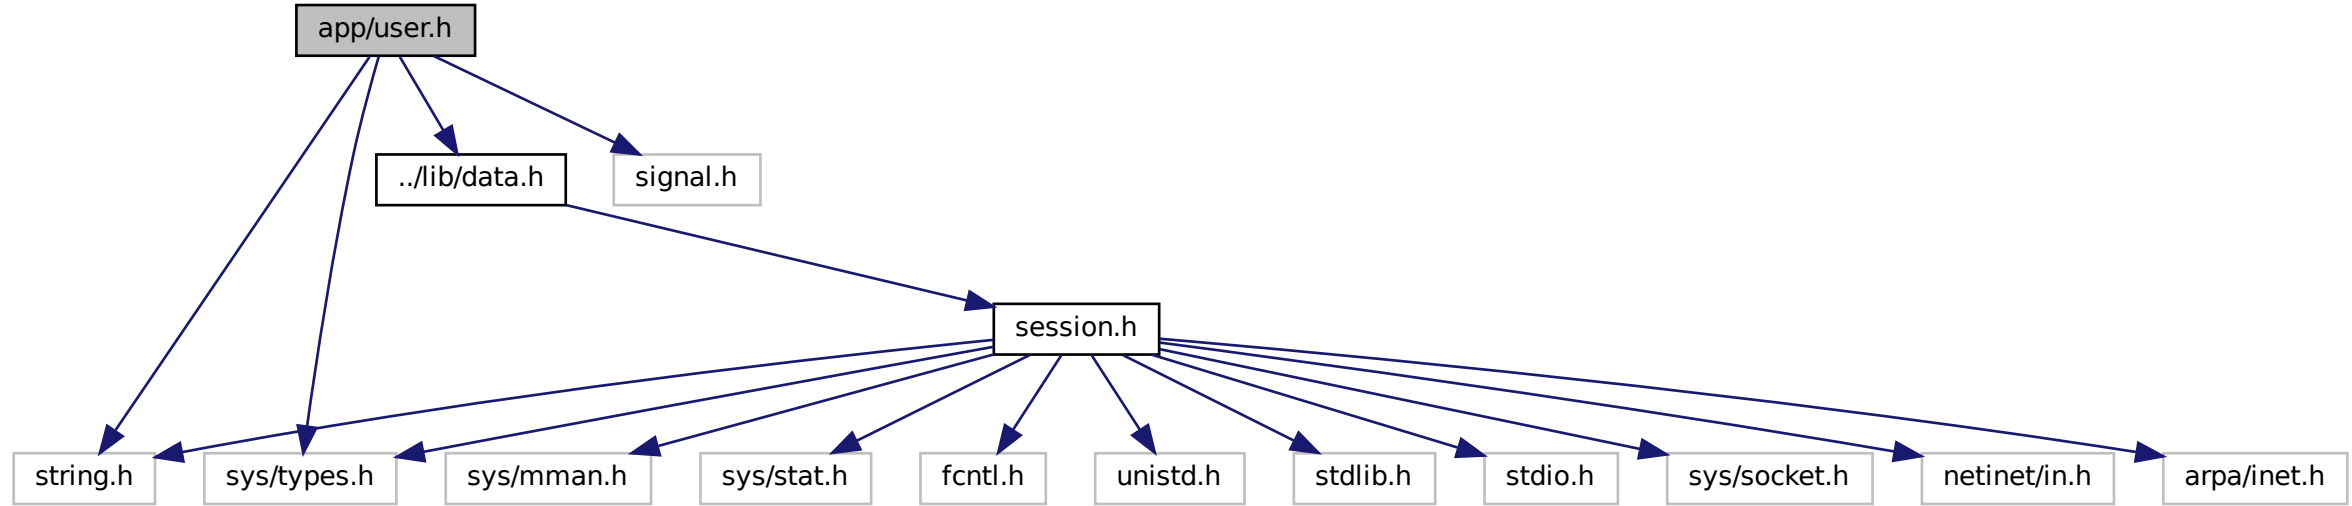 app/user.h
../lib/data.h
signal.h
session.h
string.h
sys/types.h
sys/mman.h
sys/stat.h
fcntl.h
unistd.h
stdlib.h
stdio.h
sys/socket.h
netinet/in.h
arpa/inet.h